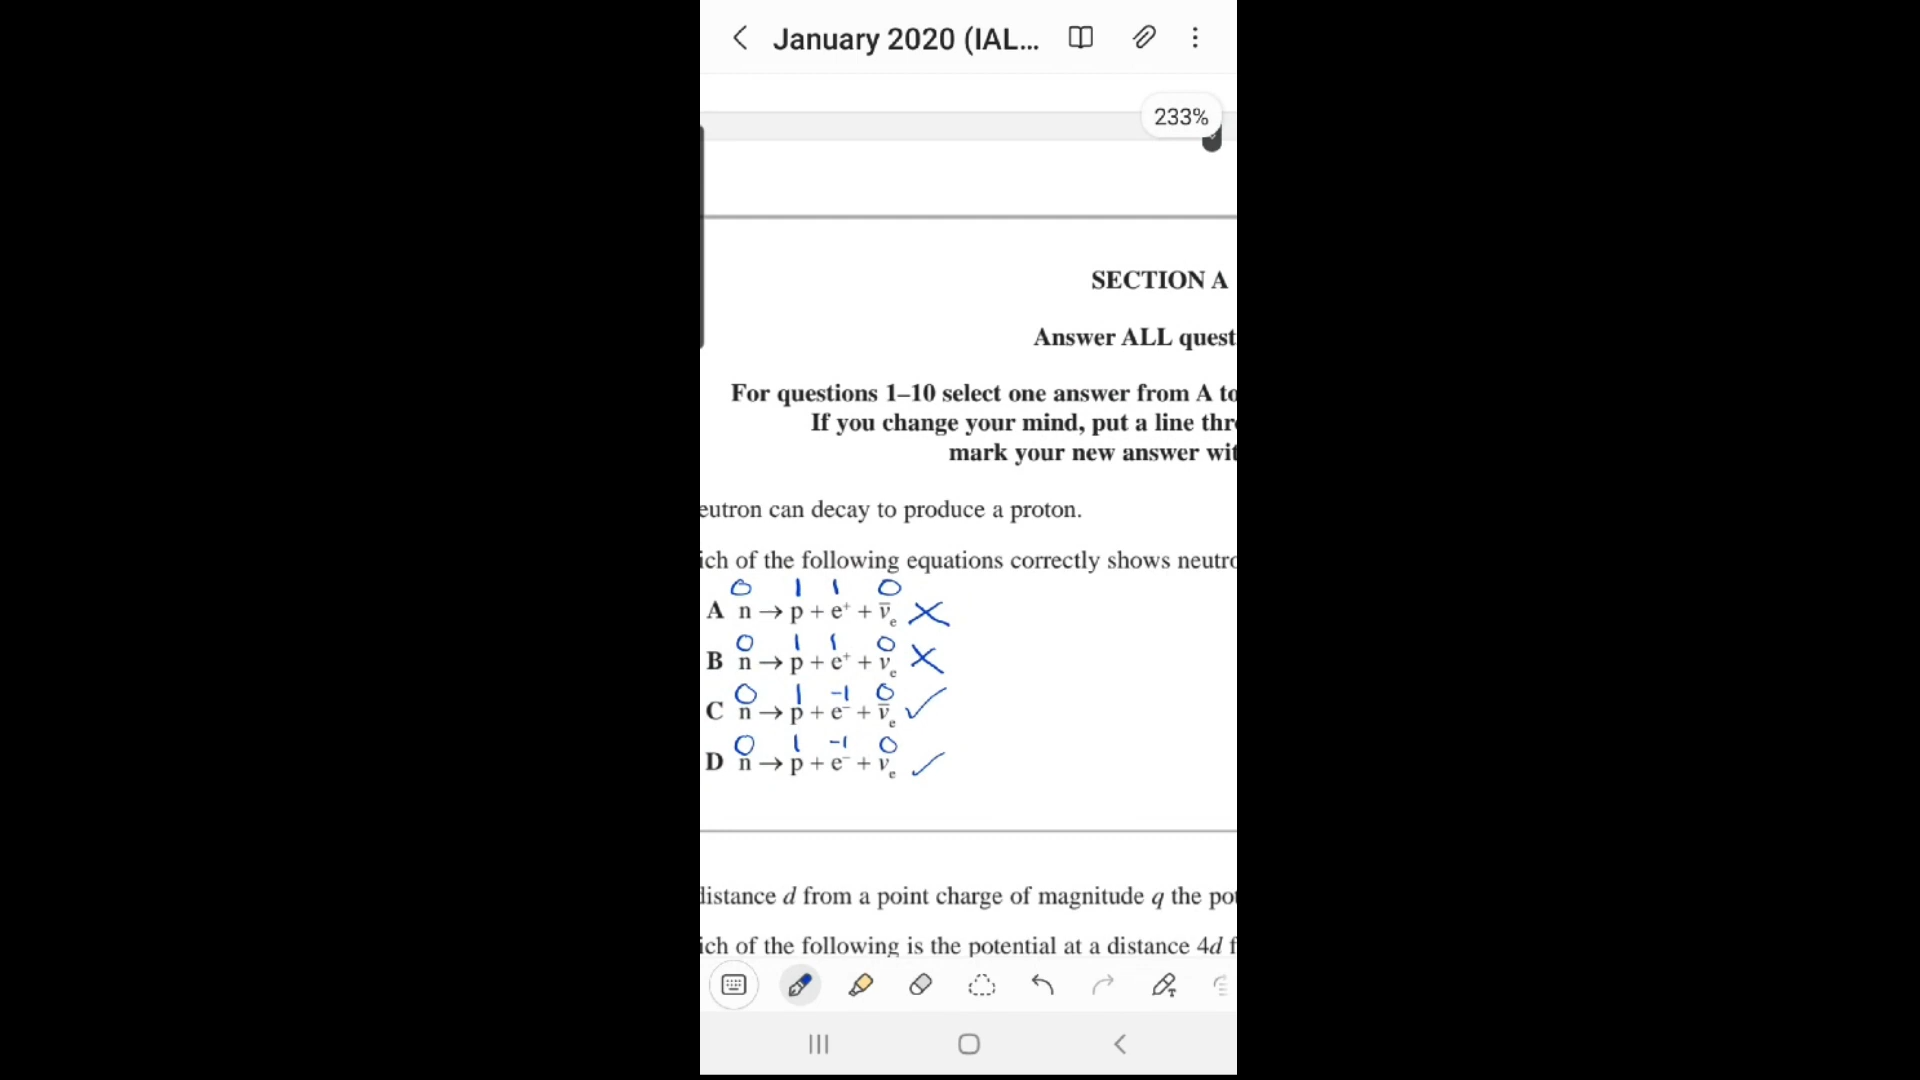 January 2020 (IAL...
233%
SECTION A
Answer ALL quest
For questions 1–10 select one answer from A to
If you change your mind, put a line thr
mark your new answer wit
eutron can decay to produce a proton.
ich of the following equations correctly shows neutro
0 1 1 0
A n → p + e⁺ + ν̄ₑ ✗
0 1 1 0
B n → p + e⁺ + νₑ ✗
0 1 -1 0
C n → p + e⁻ + ν̄ₑ ✓
0 1 -1 0
D n → p + e⁻ + νₑ ✓
distance d from a point charge of magnitude q the po
ich of the following is the potential at a distance 4d f